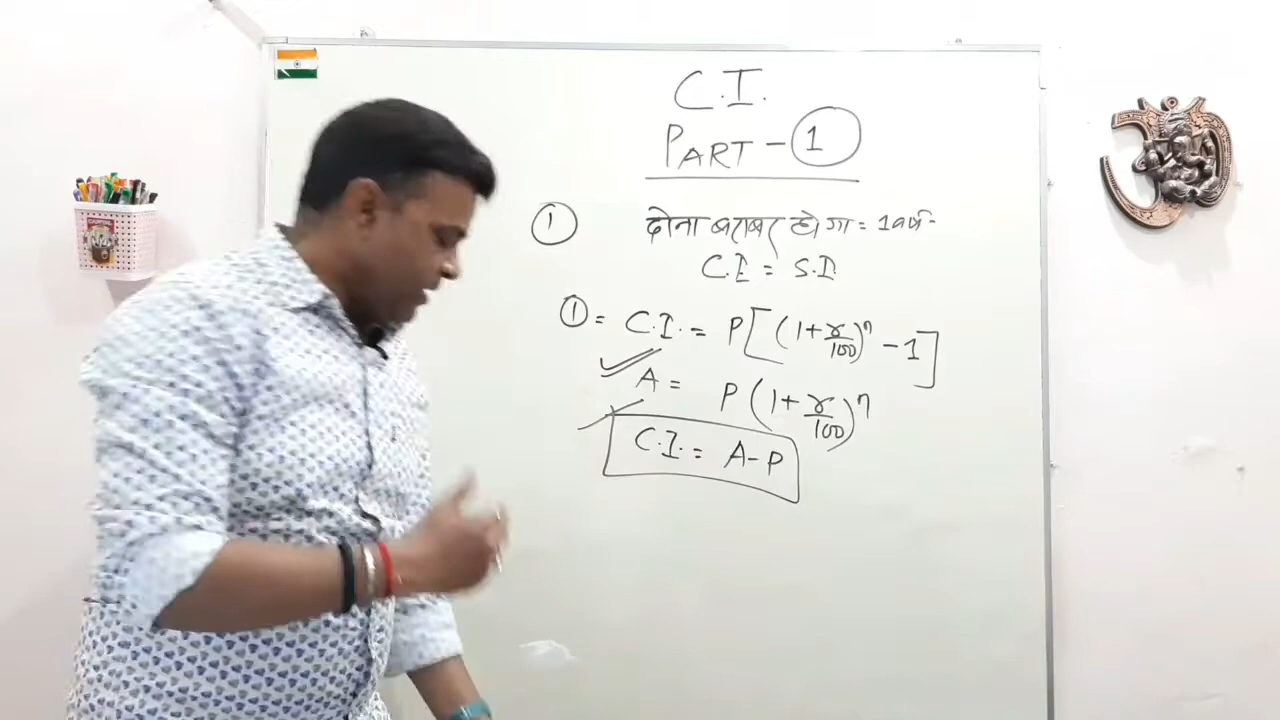 C.I.
PART - 1
① दोनो बराबर होगा = 1 वर्ष
C.I = S.I
① = C.I. = P[(1+r/100)^n - 1]
A = P(1+r/100)^n
C.I. = A-P